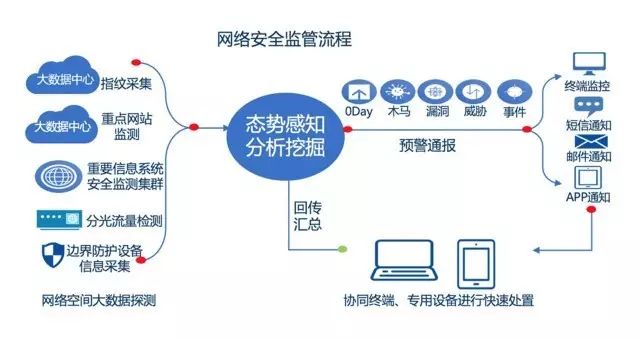 网络安全监管流程
大数据中心
指纹采集
大数据中心
重点网站
监测
重要信息系统
安全监测集群
分光流量检测
边界防护设备
信息采集
网络空间大数据探测
态势感知
分析挖掘
0Day
木马
漏洞
威胁
事件
预警通报
终端监控
短信通知
邮件通知
APP通知
回传
汇总
协同终端、专用设备进行快速处置